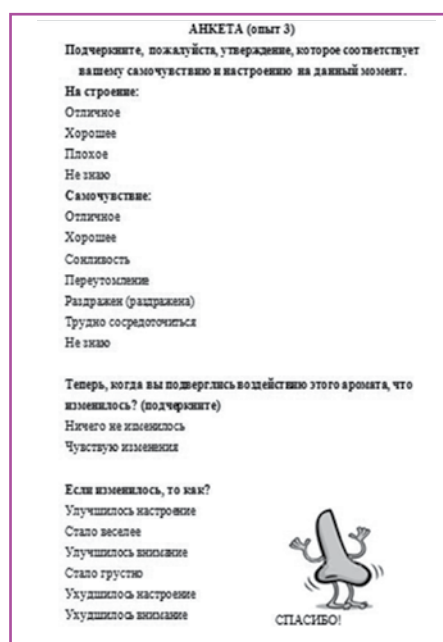 АНКЕТА (опыт 3)
Подчеркните, пожалуйста, утверждение, которое соответствует
вашему самочувствию и настроению на данный момент.
На строение:
Отличное
Хорошее
Плохое
Не знаю
Самочувствие:
Отличное
Хорошее
Сонливость
Переутомление
Раздражен (раздражена)
Трудно сосредоточиться
Не знаю
Теперь, когда вы подверглись воздействию этого аромата, что
изменилось? (подчеркните)
Ничего не изменилось
Чувствую изменения
Если изменилось, то как?
Улучшилось настроение
Стало веселее
Улучшилось внимание
Стало грустно
Ухудшилось настроение
Ухудшилось внимание
СПАСИБО!